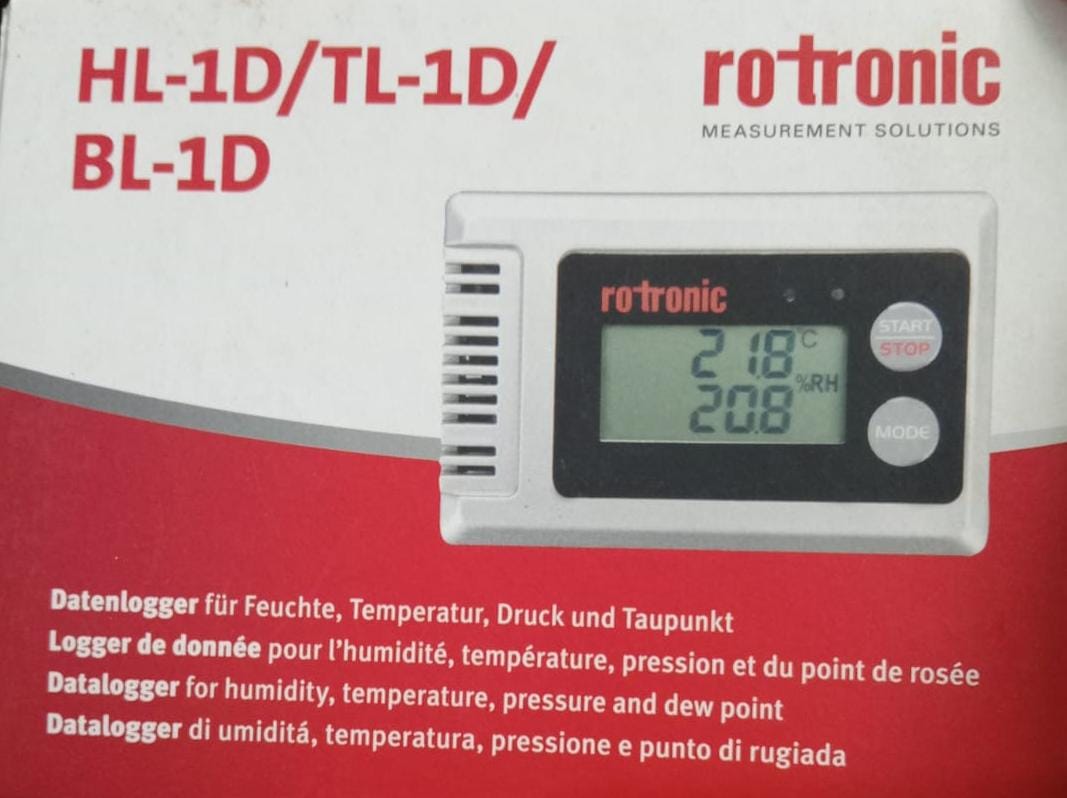 HL-1D/TL-1D/
BL-1D
rotronic
MEASUREMENT SOLUTIONS
rotronic
21.8 °C
20.8 %RH
START
STOP
MODE
Datenlogger für Feuchte, Temperatur, Druck und Taupunkt
Logger de donnée pour l'humidité, température, pression et du point de rosée
Datalogger for humidity, temperature, pressure and dew point
Datalogger di umiditá, temperatura, pressione e punto di rugiada